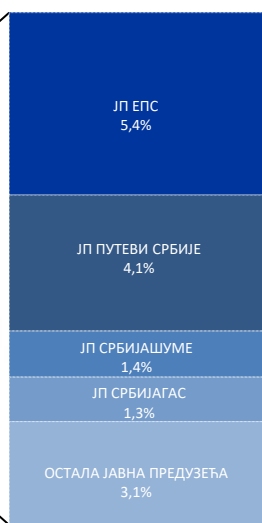 ЈП ЕПС
5,4%
ЈП ПУТЕВИ СРБИЈЕ
4,1%
ЈП СРБИЈАШУМЕ
1,4%
ЈП СРБИЈАГАС
1,3%
ОСТАЛА ЈАВНА ПРЕДУЗЕЋА
3,1%